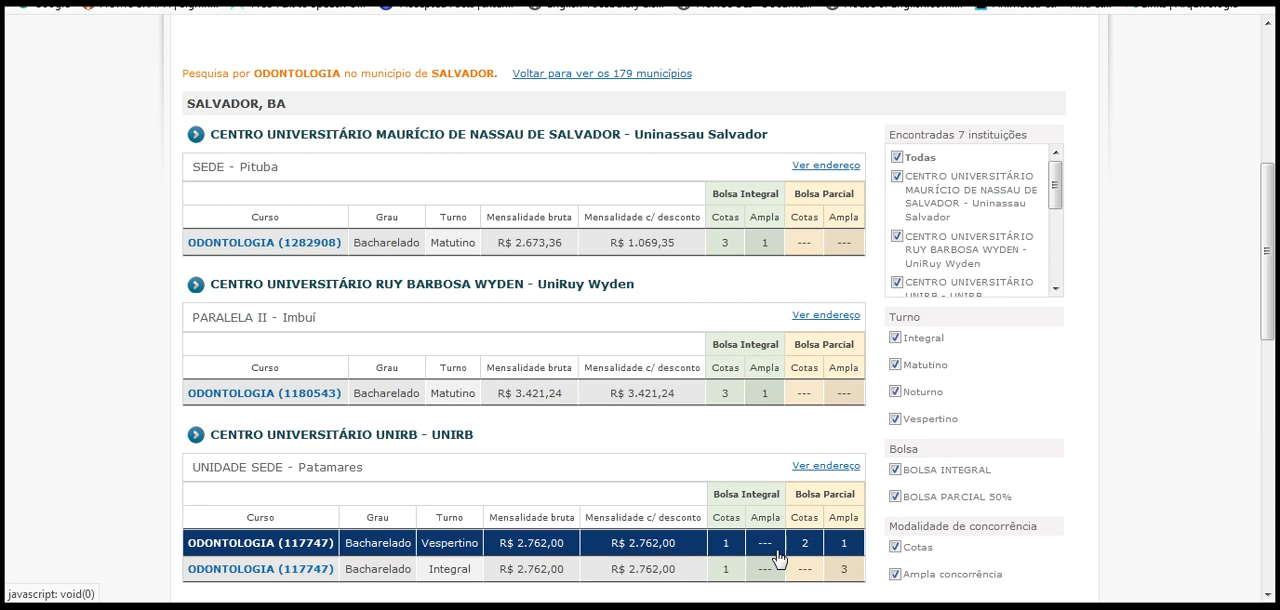 Pesquisa por ODONTOLOGIA no município de SALVADOR. Voltar para ver os 179 municípios
SALVADOR, BA
CENTRO UNIVERSITÁRIO MAURÍCIO DE NASSAU DE SALVADOR - Uninassau Salvador
SEDE - Pituba Ver endereço
Bolsa Integral Bolsa Parcial
Curso Grau Turno Mensalidade bruta Mensalidade c/ desconto Cotas Ampla Cotas Ampla
ODONTOLOGIA (1282908) Bacharelado Matutino R$ 2.673,36 R$ 1.069,35 3 1 --- ---
CENTRO UNIVERSITÁRIO RUY BARBOSA WYDEN - UniRuy Wyden
PARALELA II - Imbuí Ver endereço
Bolsa Integral Bolsa Parcial
Curso Grau Turno Mensalidade bruta Mensalidade c/ desconto Cotas Ampla Cotas Ampla
ODONTOLOGIA (1180543) Bacharelado Matutino R$ 3.421,24 R$ 3.421,24 3 1 --- ---
CENTRO UNIVERSITÁRIO UNIRB - UNIRB
UNIDADE SEDE - Patamares Ver endereço
Bolsa Integral Bolsa Parcial
Curso Grau Turno Mensalidade bruta Mensalidade c/ desconto Cotas Ampla Cotas Ampla
ODONTOLOGIA (117747) Bacharelado Vespertino R$ 2.762,00 R$ 2.762,00 1 --- 2 1
ODONTOLOGIA (117747) Bacharelado Integral R$ 2.762,00 R$ 2.762,00 1 --- --- 3
Encontradas 7 instituições
Todas
CENTRO UNIVERSITÁRIO
MAURÍCIO DE NASSAU DE
SALVADOR - Uninassau
Salvador
CENTRO UNIVERSITÁRIO
RUY BARBOSA WYDEN -
UniRuy Wyden
CENTRO UNIVERSITÁRIO
UNIRB - UNIRB
Turno
Integral
Matutino
Noturno
Vespertino
Bolsa
BOLSA INTEGRAL
BOLSA PARCIAL 50%
Modalidade de concorrência
Cotas
Ampla concorrência
javascript: void(0)